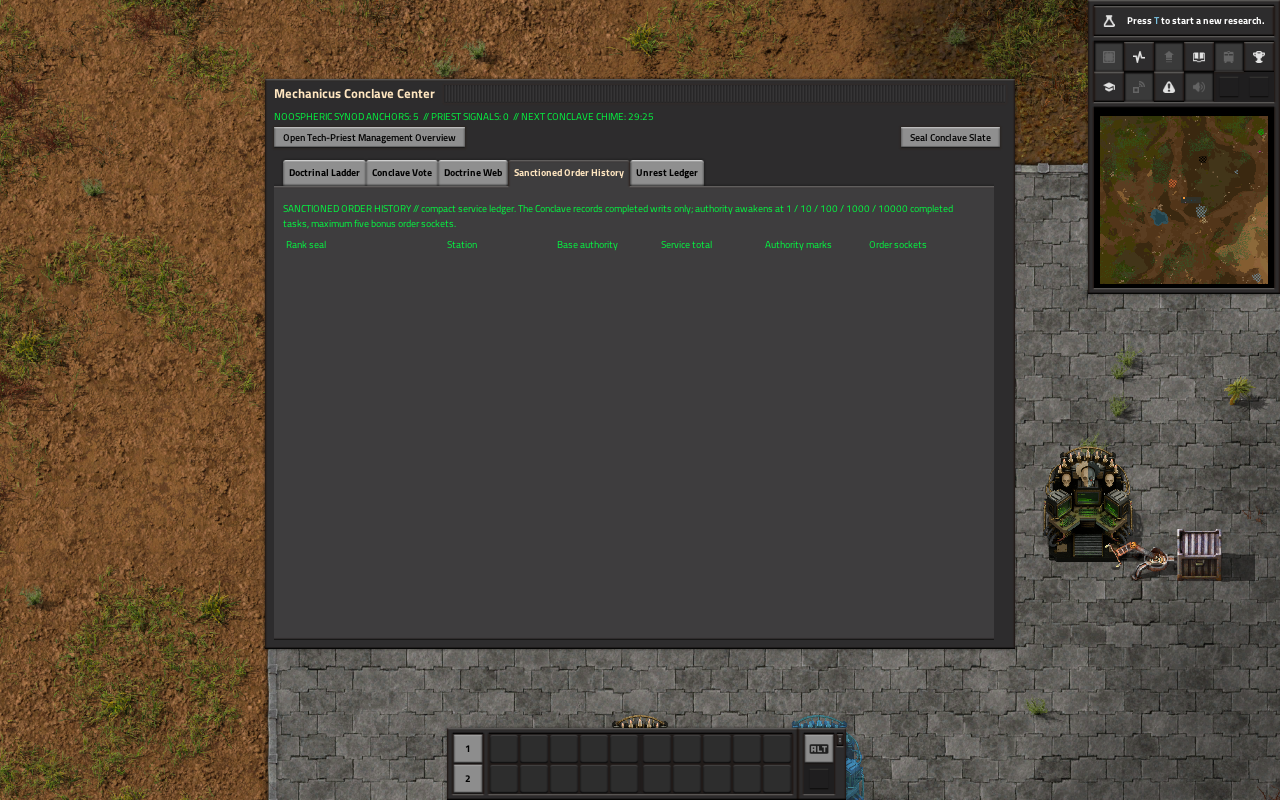 Press T to start a new research.
Mechanicus Conclave Center
NOOSPHERIC SYNOD ANCHORS: 5 // PRIEST SIGNALS: 0 // NEXT CONCLAVE CHIME: 29:25
Open Tech-Priest Management Overview
Seal Conclave Slate
Doctrinal Ladder
Conclave Vote
Doctrine Web
Sanctioned Order History
Unrest Ledger
SANCTIONED ORDER HISTORY // compact service ledger. The Conclave records completed writs only; authority awakens at 1 / 10 / 100 / 1000 / 10000 completed
tasks, maximum five bonus order sockets.
Rank seal
Station
Base authority
Service total
Authority marks
Order sockets
1
ALT
2